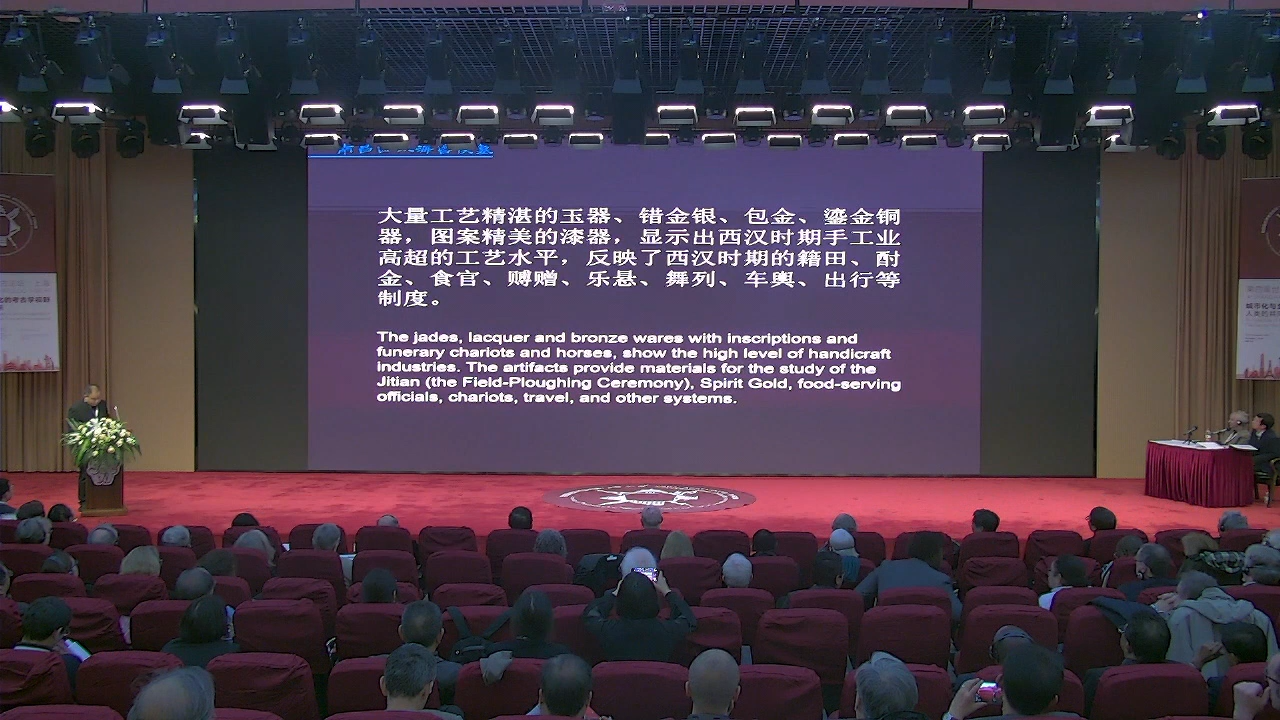 大量工艺精湛的玉器、错金银、包金、鎏金铜
器，图案精美的漆器，显示出西汉时期手工业
高超的工艺水平，反映了西汉时期的籍田、酎
金、食官、赙赠、乐悬、舞列、车舆、出行等
制度。
The jades, lacquer and bronze wares with inscriptions and
funerary chariots and horses, show the high level of handicraft
industries. The artifacts provide materials for the study of the
Jitian (the Field-Ploughing Ceremony), Spirit Gold, food-serving
officials, chariots, travel, and other systems.